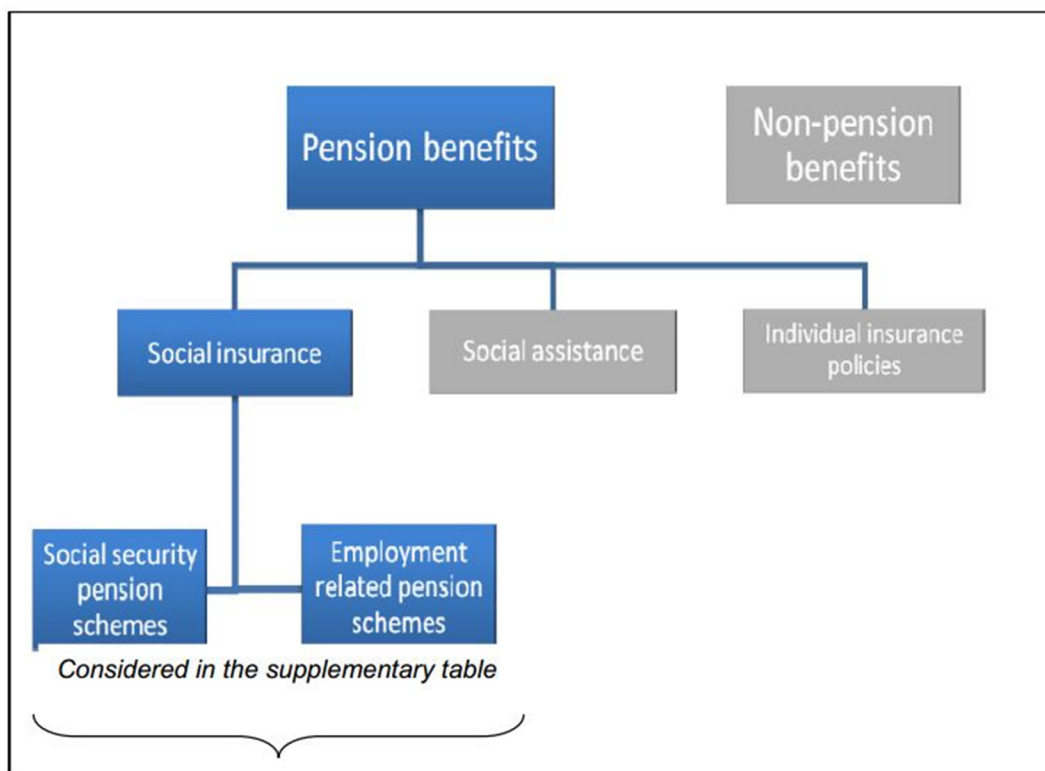 Pension benefits
Non-pension
benefits
Social insurance
Social assistance
Individual insurance
policies
Social security
pension
schemes
Employment
related pension
schemes
Considered in the supplementary table